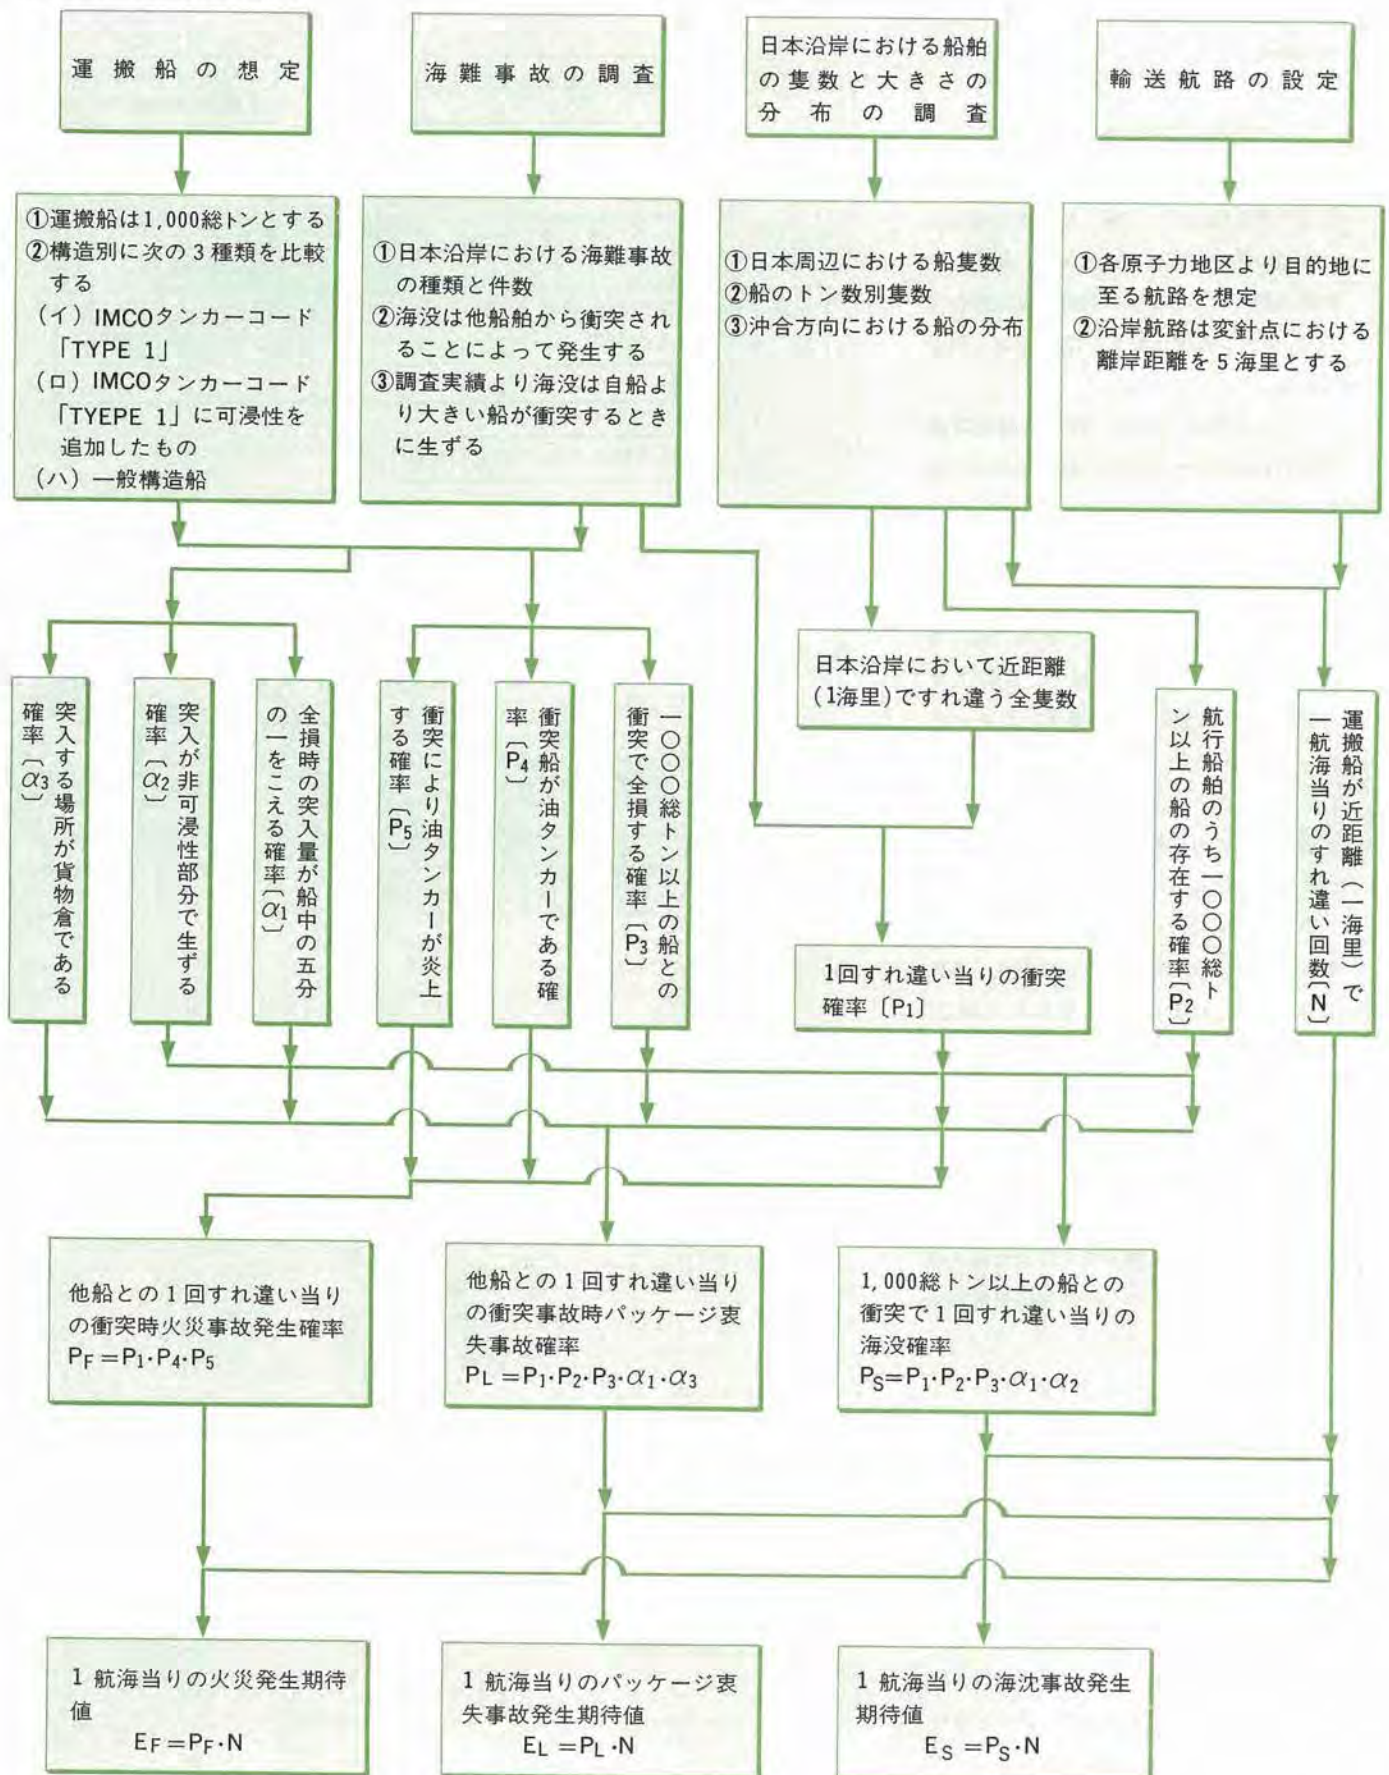 運搬船の想定
海難事故の調査
日本沿岸における船舶
の隻数と大きさの
分布の調査
輸送航路の設定
①運搬船は1,000総トンとする
②構造別に次の3種類を比較
する
(イ) IMCOタンカーコード
「TYPE 1」
(ロ) IMCOタンカーコード
「TYEPE 1」に可浸性を
追加したもの
(ハ) 一般構造船
①日本沿岸における海難事故
の種類と件数
②海没は他船舶から衝突され
ることによって発生する
③調査実績より海没は自船よ
り大きい船が衝突するとき
に生ずる
①日本周辺における船隻数
②船のトン数別隻数
③沖合方向における船の分布
①各原子力地区より目的地に
至る航路を想定
②沿岸航路は変針点における
離岸距離を5海里とする
突入する場所が貨物倉である
確率〔α3〕
突入が非可浸性部分で生ずる
確率〔α2〕
全損時の突入量が船巾の五分
の一をこえる確率〔α1〕
衝突により油タンカーが炎上
する確率〔P5〕
衝突船が油タンカーである確
率〔P4〕
一〇〇〇総トン以上の船との
衝突で全損する確率〔P3〕
日本沿岸において近距離
(1海里)ですれ違う全隻数
1回すれ違い当りの衝突
確率〔P1〕
航行船舶のうち一〇〇〇総ト
ン以上の船の存在する確率〔P2〕
運搬船が近距離(一海里)で
一航海当りのすれ違い回数〔N〕
他船との1回すれ違い当り
の衝突時火災事故発生確率
PF=P1·P4·P5
他船との1回すれ違い当り
の衝突事故時パッケージ衷
失事故確率
PL=P1·P2·P3·α1·α3
1,000総トン以上の船との
衝突で1回すれ違い当りの
海没確率
PS=P1·P2·P3·α1·α2
1航海当りの火災発生期待
値
EF=PF·N
1航海当りのパッケージ衷
失事故発生期待値
EL=PL·N
1航海当りの海沈事故発生
期待値
ES=PS·N